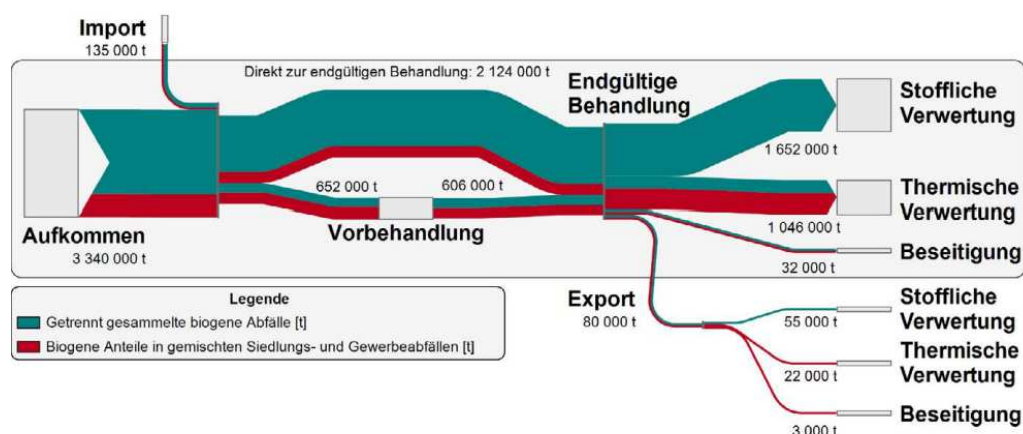 Import
135 000 t
Direkt zur endgültigen Behandlung: 2 124 000 t
Endgültige
Behandlung
Stoffliche
Verwertung
1 652 000 t
652 000 t
606 000 t
Thermische
Verwertung
Vorbehandlung
1 046 000 t
Aufkommen
3 340 000 t
Beseitigung
32 000 t
Legende
Getrennt gesammelte biogene Abfälle [t]
Biogene Anteile in gemischten Siedlungs- und Gewerbeabfällen [t]
Export
80 000 t
Stoffliche
Verwertung
55 000 t
Thermische
Verwertung
22 000 t
Beseitigung
3 000 t